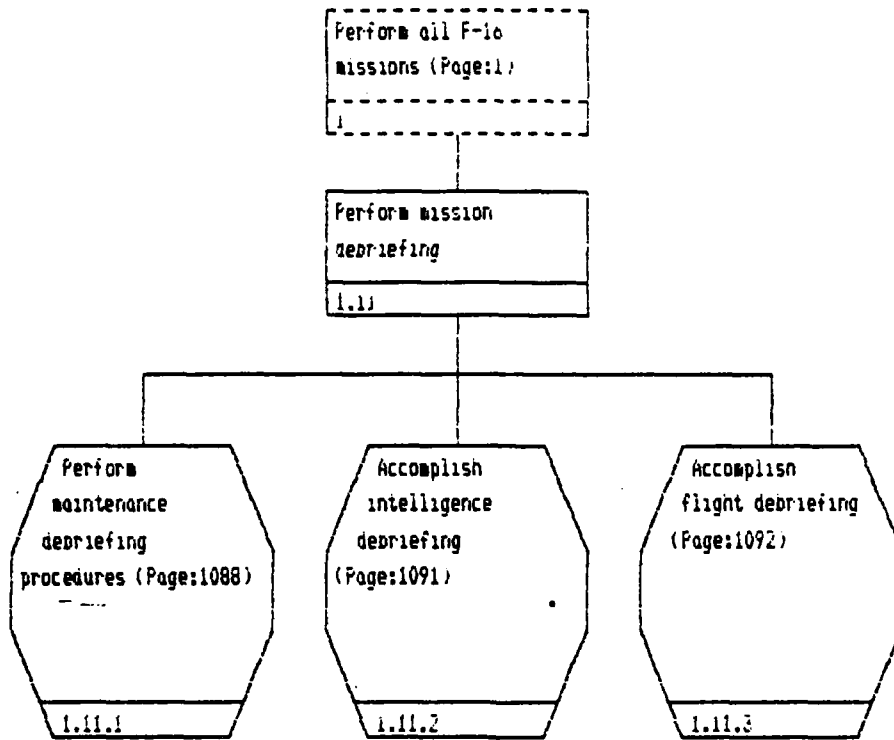 Perform all F-16
missions (Page:1)
1
Perform mission
debriefing
1.11
Perform
maintenance
debriefing
procedures (Page:1088)
1.11.1
Accomplish
intelligence
debriefing
(Page:1091)
1.11.2
Accomplish
flight debriefing
(Page:1092)
1.11.3